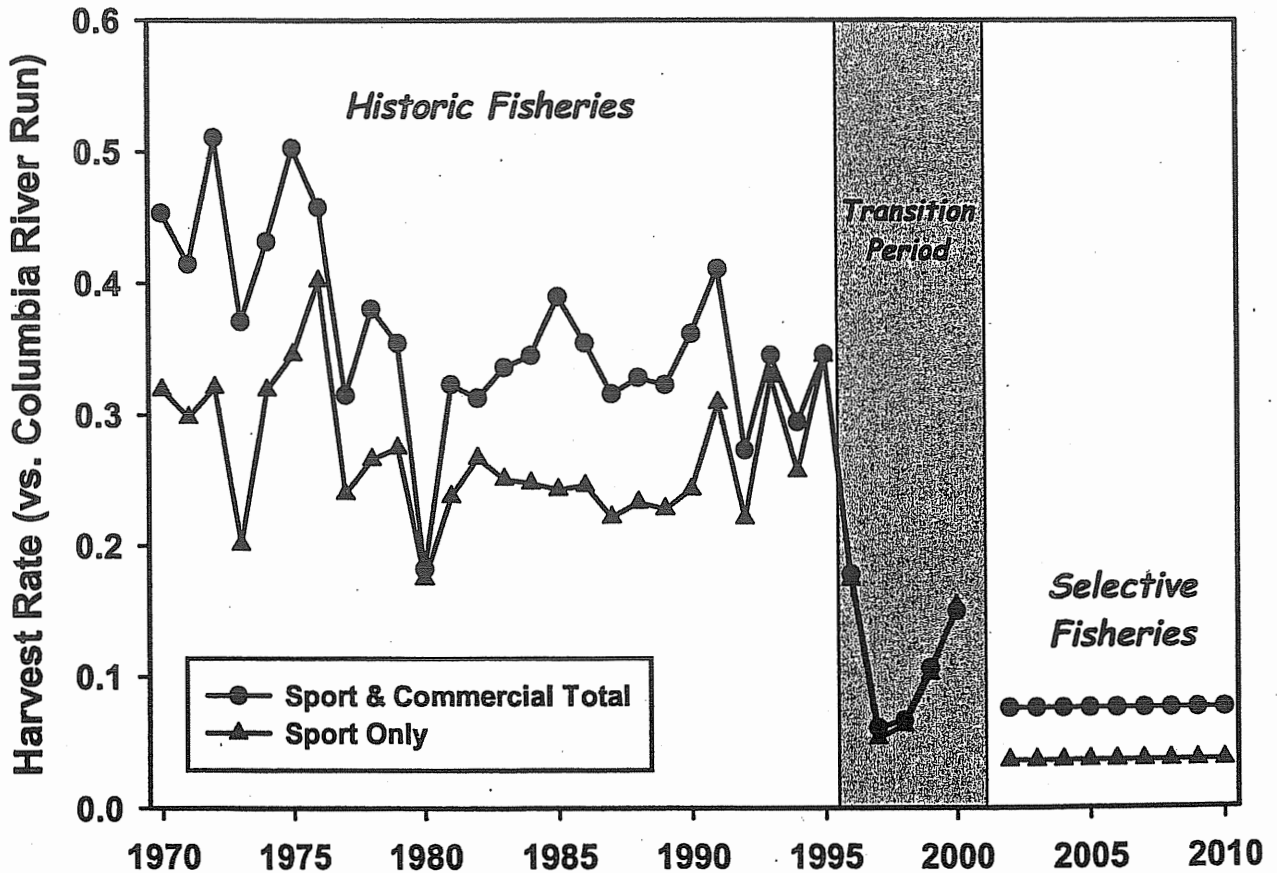 Harvest Rate (vs. Columbia River Run)
0.6
0.5
0.4
0.3
0.2
0.1
0.0
Historic Fisheries
Transition
Period
Selective
Fisheries
Sport & Commercial Total
Sport Only
1970 1975 1980 1985 1990 1995 2000 2005 2010